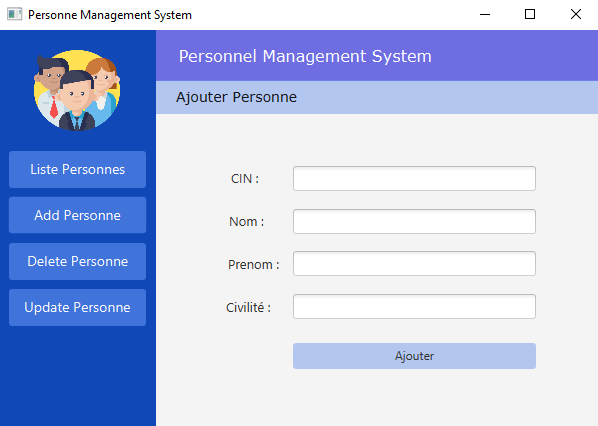 Personne Management System
Personnel Management System
Ajouter Personne
Liste Personnes
Add Personne
Delete Personne
Update Personne
CIN :
Nom :
Prenom :
Civilité :
Ajouter